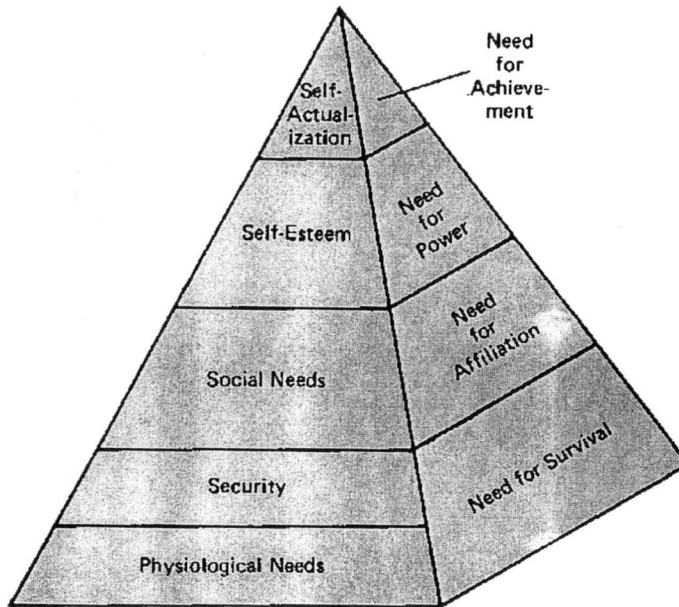 Need
for
Achieve-
ment
Self-
Actual-
ization
Need
for
Power
Self-Esteem
Need
for
Affiliation
Social Needs
Need for Survival
Security
Physiological Needs